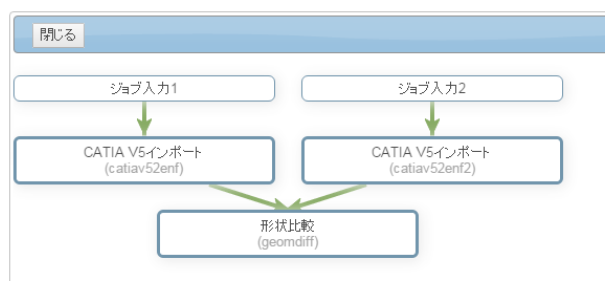 閉じる
ジョブ入力1
ジョブ入力2
CATIA V5インポート
(catiav52enf)
CATIA V5インポート
(catiav52enf2)
形状比較
(geomdiff)